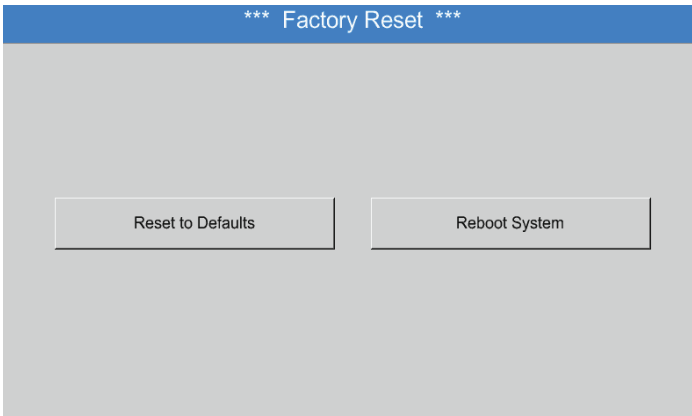 *** Factory Reset ***
Reset to Defaults
Reboot System